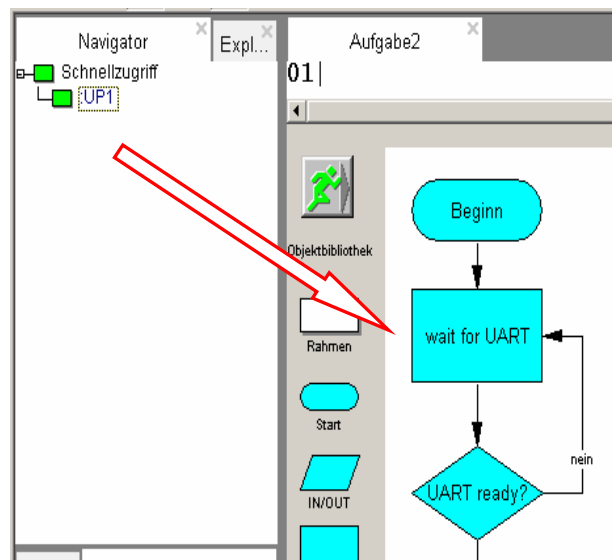 Navigator
Expl...
Aufgabe2
Schnellzugriff
:UP1
01
Objektbibliothek
Rahmen
Start
IN/OUT
Beginn
wait for UART
nein
UART ready?